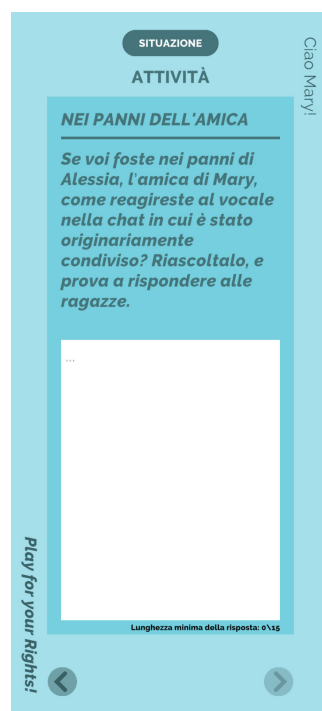 SITUAZIONE
Ciao Mary!
ATTIVITÀ
NEI PANNI DELL'AMICA
Se voi foste nei panni di
Alessia, l'amica di Mary,
come reagireste al vocale
nella chat in cui è stato
originariamente
condiviso? Riascoltalo, e
prova a rispondere alle
ragazze.
...
Lunghezza minima della risposta: 0\15
Play for your Rights!